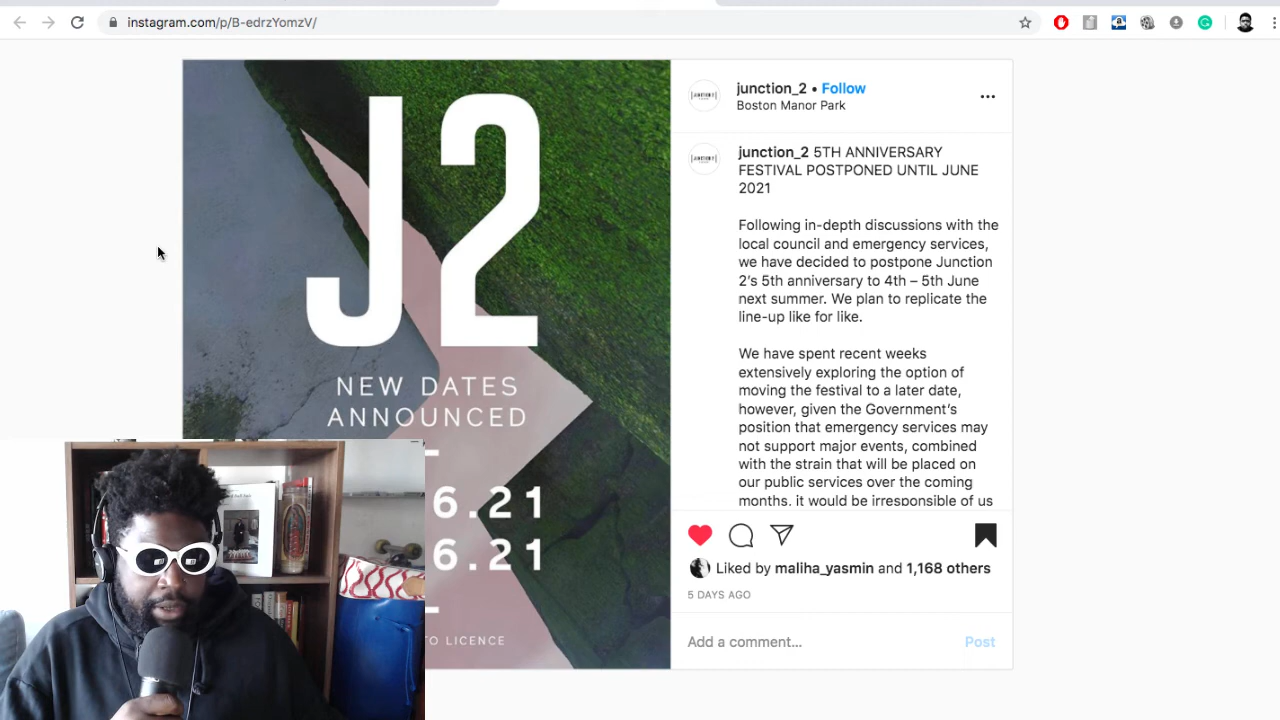 instagram.com/p/B-edrzYomzV/
J2
NEW DATES
ANNOUNCED
6.21
6.21
TO LICENCE
junction_2 • Follow
Boston Manor Park
junction_2 5TH ANNIVERSARY
FESTIVAL POSTPONED UNTIL JUNE
2021
Following in-depth discussions with the
local council and emergency services,
we have decided to postpone Junction
2's 5th anniversary to 4th – 5th June
next summer. We plan to replicate the
line-up like for like.
We have spent recent weeks
extensively exploring the option of
moving the festival to a later date,
however, given the Government's
position that emergency services may
not support major events, combined
with the strain that will be placed on
our public services over the coming
months, it would be irresponsible of us
Liked by maliha_yasmin and 1,168 others
5 DAYS AGO
Add a comment...
Post